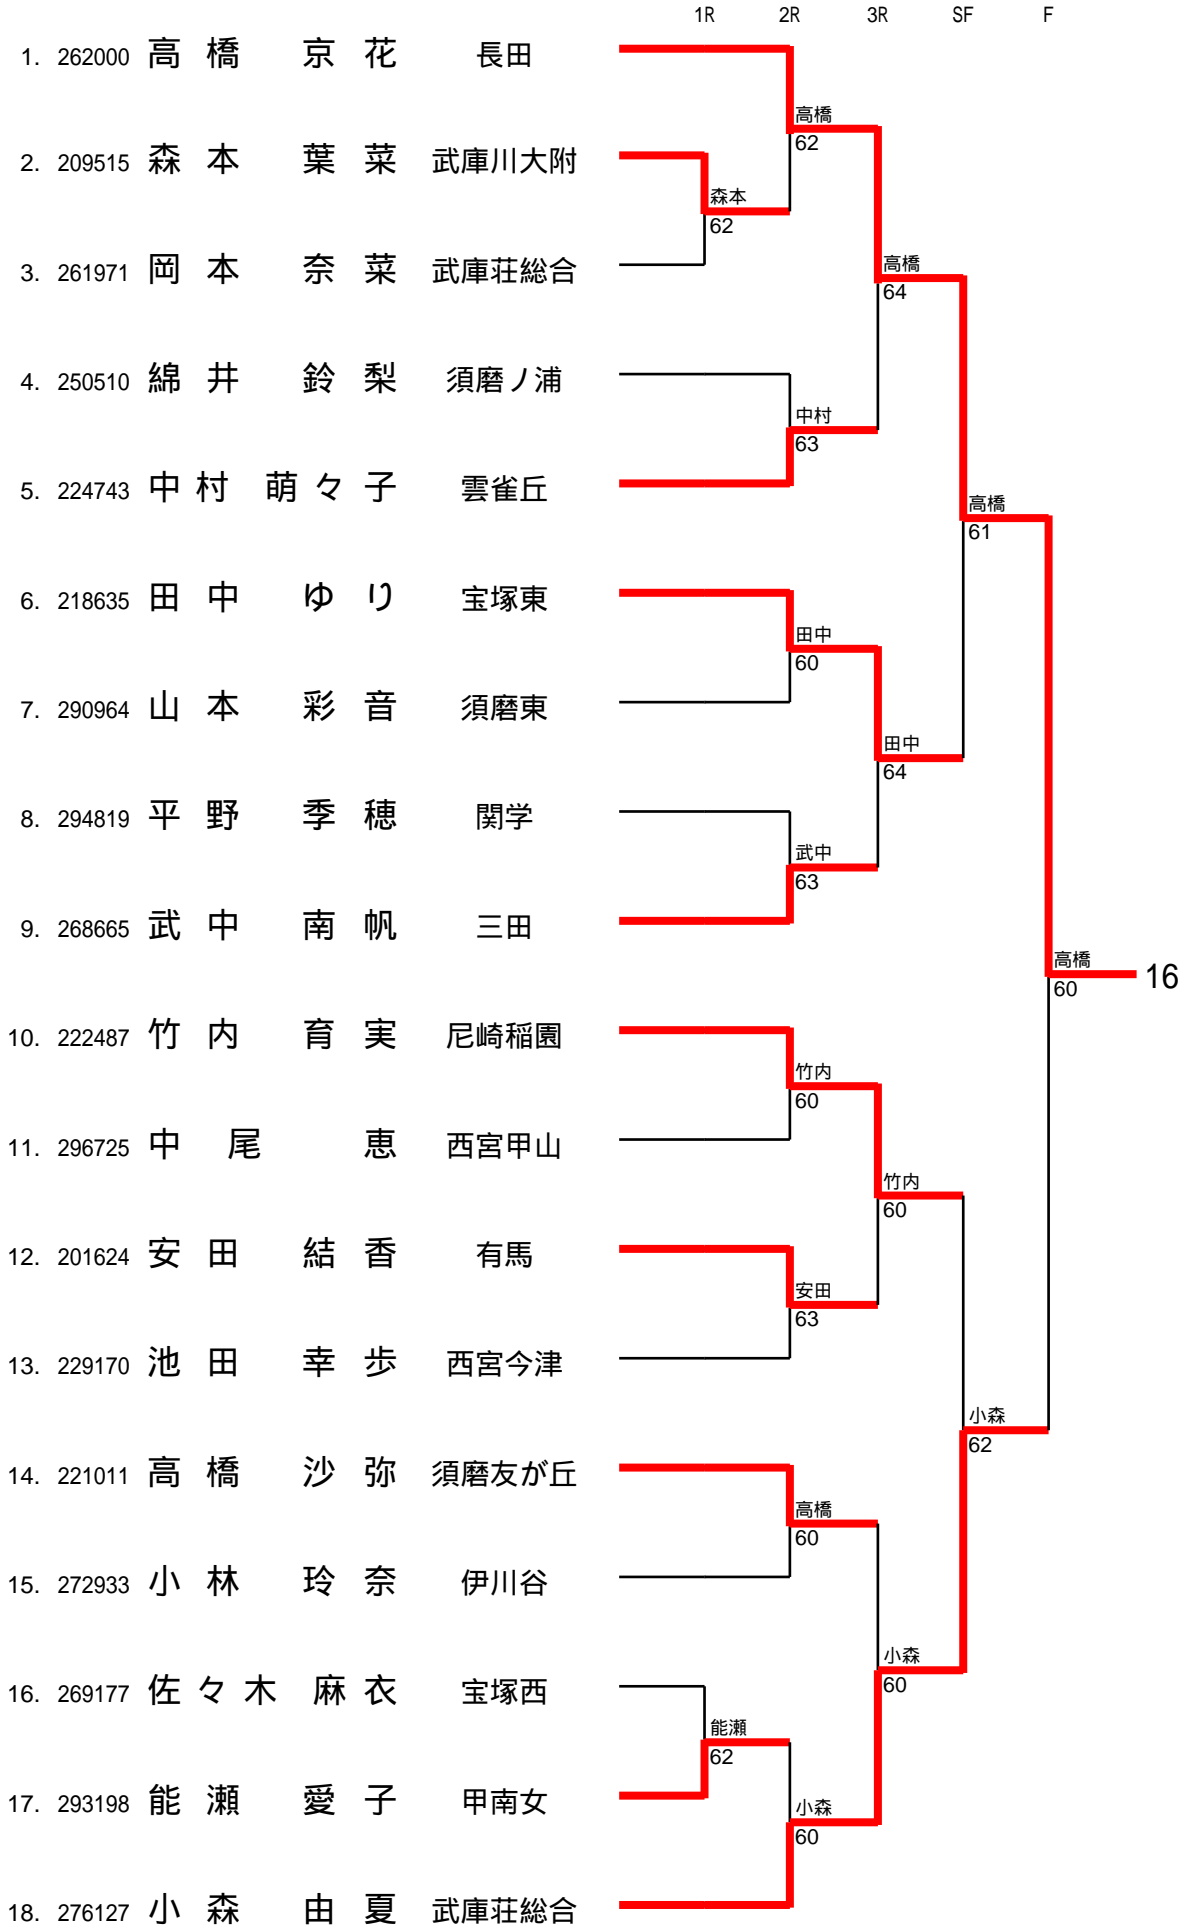 1R 2R 3R SF F
1. 262000 高橋 京花 長田
高橋
62
2. 209515 森本 葉菜 武庫川大附
森本
62
3. 261971 岡本 奈菜 武庫荘総合
高橋
64
4. 250510 綿井 鈴梨 須磨ノ浦
中村
63
5. 224743 中村 萌々子 雲雀丘
高橋
61
6. 218635 田中 ゆり 宝塚東
田中
60
7. 290964 山本 彩音 須磨東
田中
64
8. 294819 平野 季穂 関学
武中
63
9. 268665 武中 南帆 三田
高橋
60
16
10. 222487 竹内 育実 尼崎稲園
竹内
60
11. 296725 中尾 恵 西宮甲山
竹内
60
12. 201624 安田 結香 有馬
安田
63
13. 229170 池田 幸歩 西宮今津
小森
62
14. 221011 高橋 沙弥 須磨友が丘
高橋
60
15. 272933 小林 玲奈 伊川谷
小森
60
16. 269177 佐々木 麻衣 宝塚西
能瀬
62
17. 293198 能瀬 愛子 甲南女
小森
60
18. 276127 小森 由夏 武庫荘総合